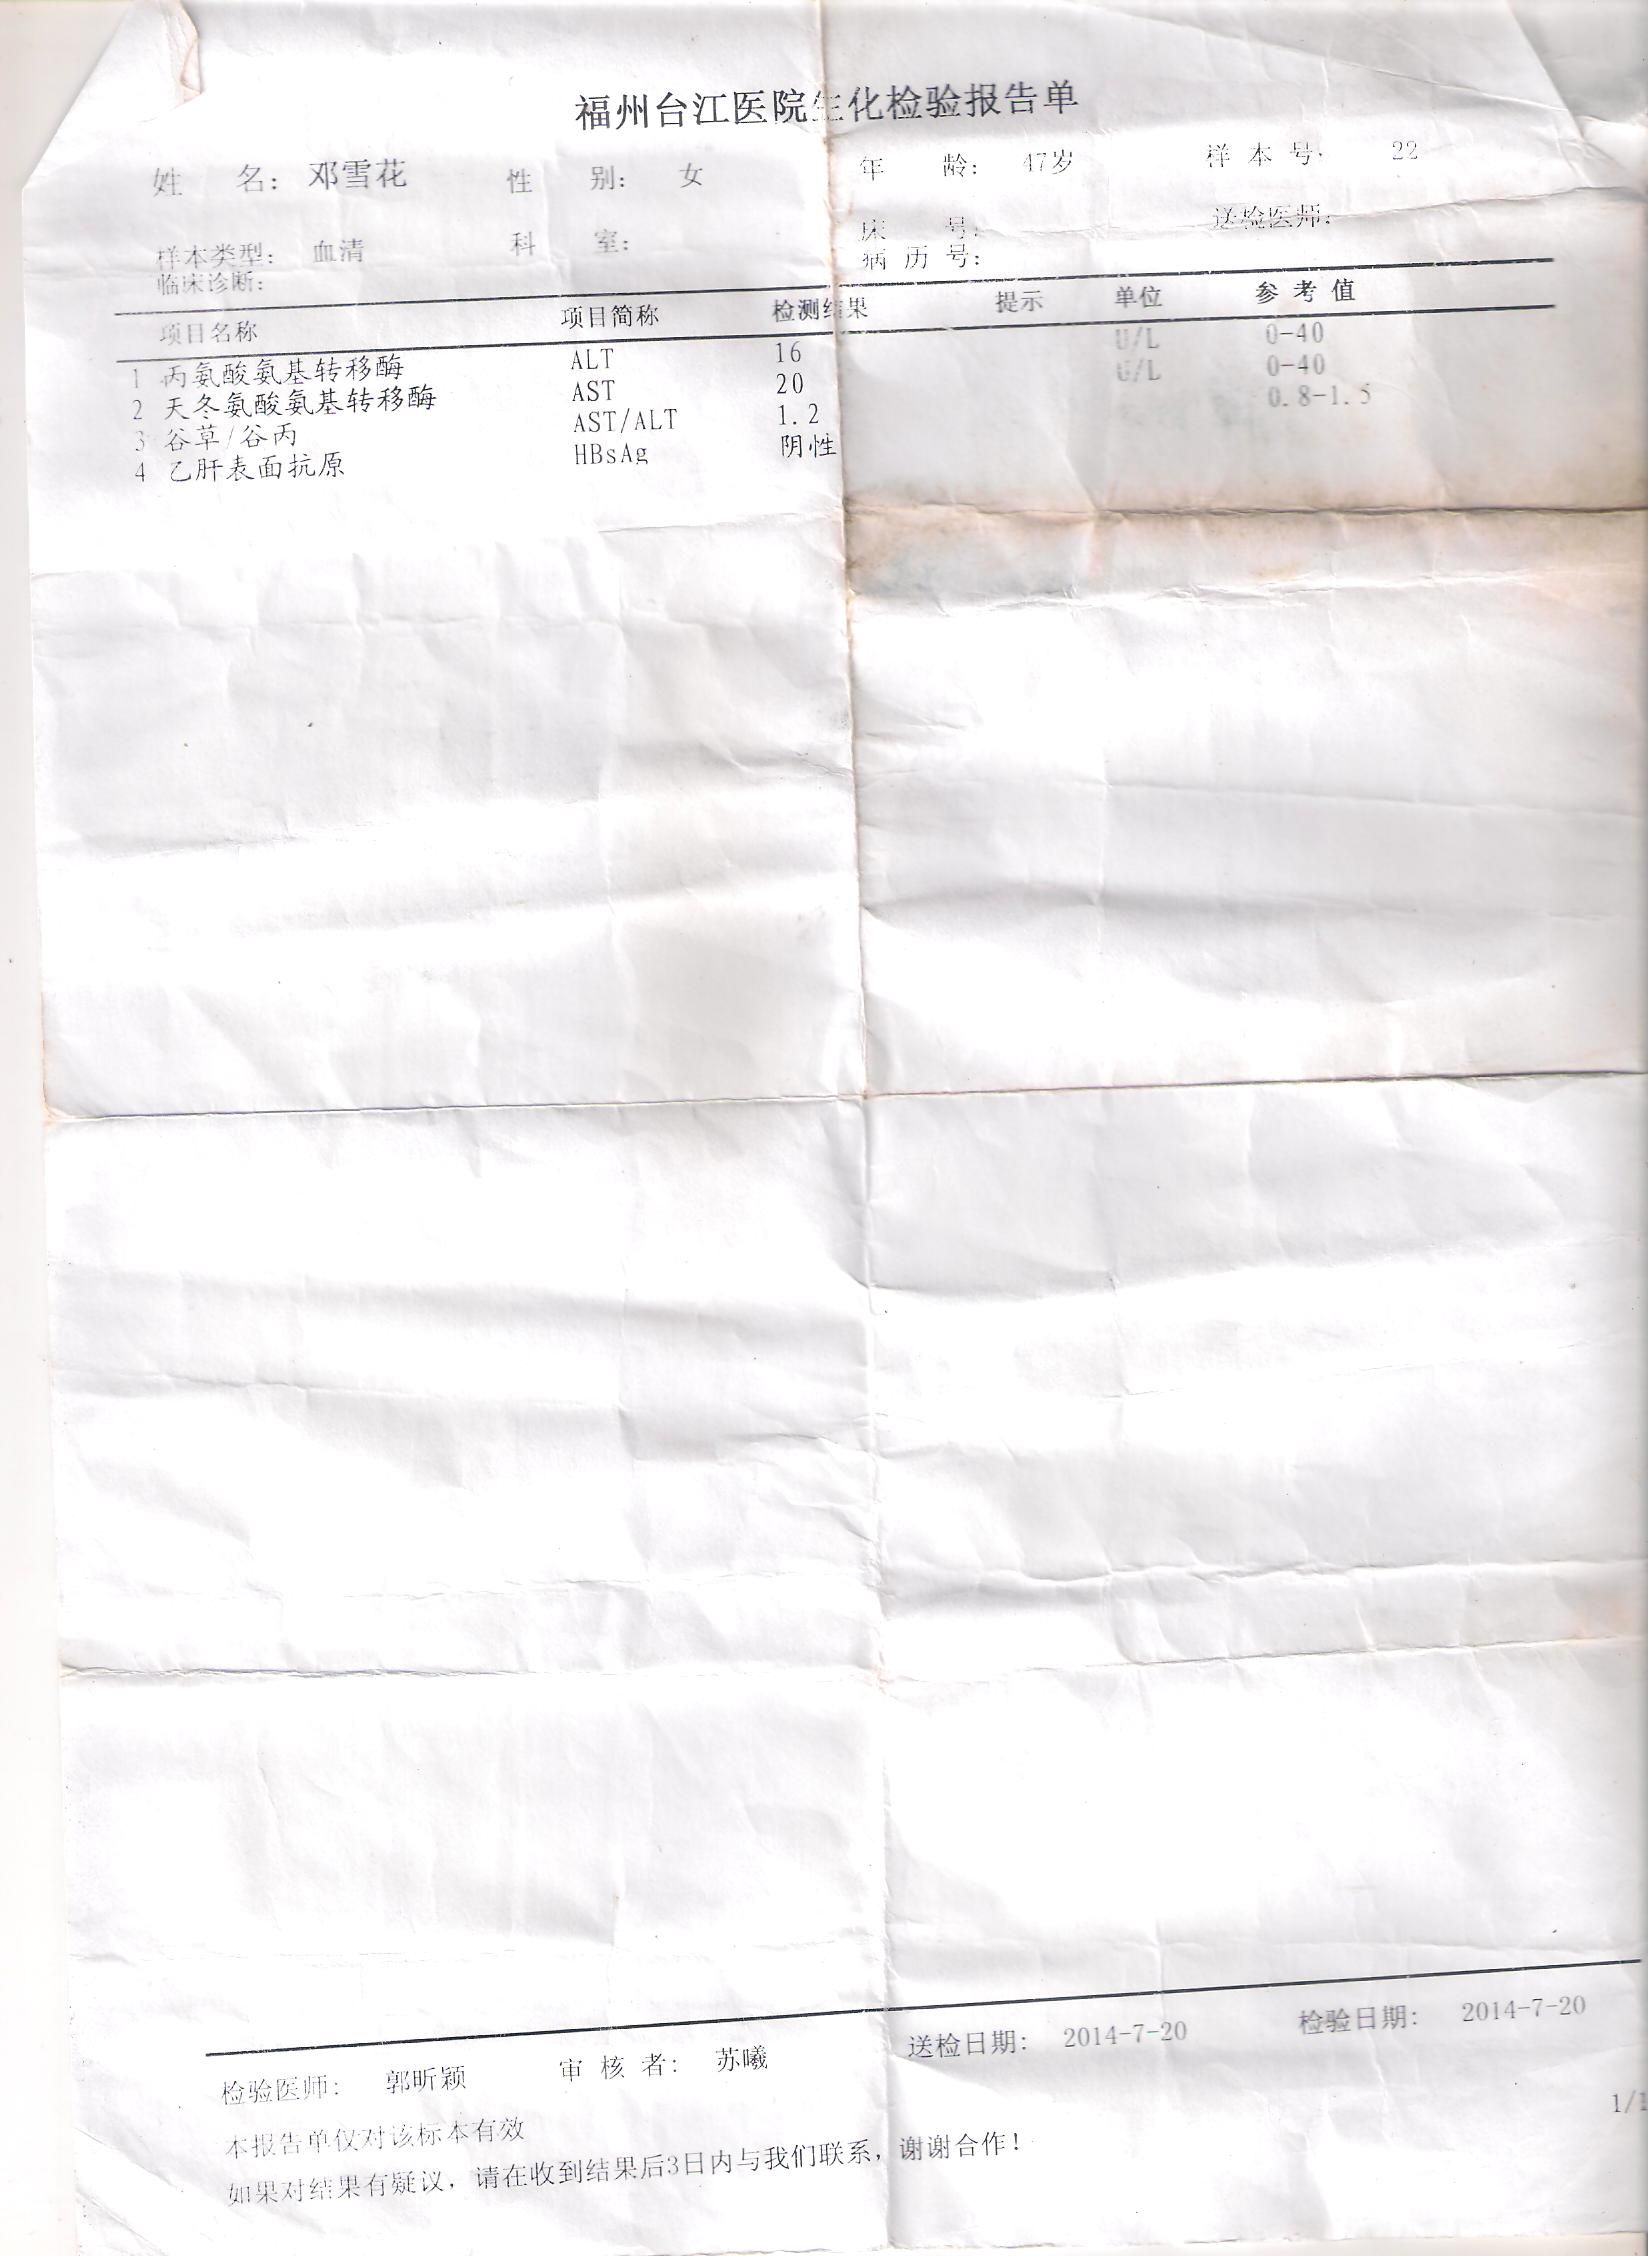 福州台江医院生化检验报告单
姓 名: 邓雪花 性 别: 女 年 龄: 47岁 样本号: 22
样本类型: 血清 科 室: 床 号: 送检医师:
临床诊断: 病历号:
项目名称 项目简称 检测结果 提示 单位 参考值
1 丙氨酸氨基转移酶 ALT 16 U/L 0-40
2 天冬氨酸氨基转移酶 AST 20 U/L 0-40
3 谷草/谷丙 AST/ALT 1.2 0.8-1.5
4 乙肝表面抗原 HBsAg 阴性
检验医师: 郭昕颖 审核者: 苏曦 送检日期: 2014-7-20 检验日期: 2014-7-20
本报告单仅对该标本有效
1/1
如果对结果有疑议,请在收到结果后3日内与我们联系,谢谢合作!